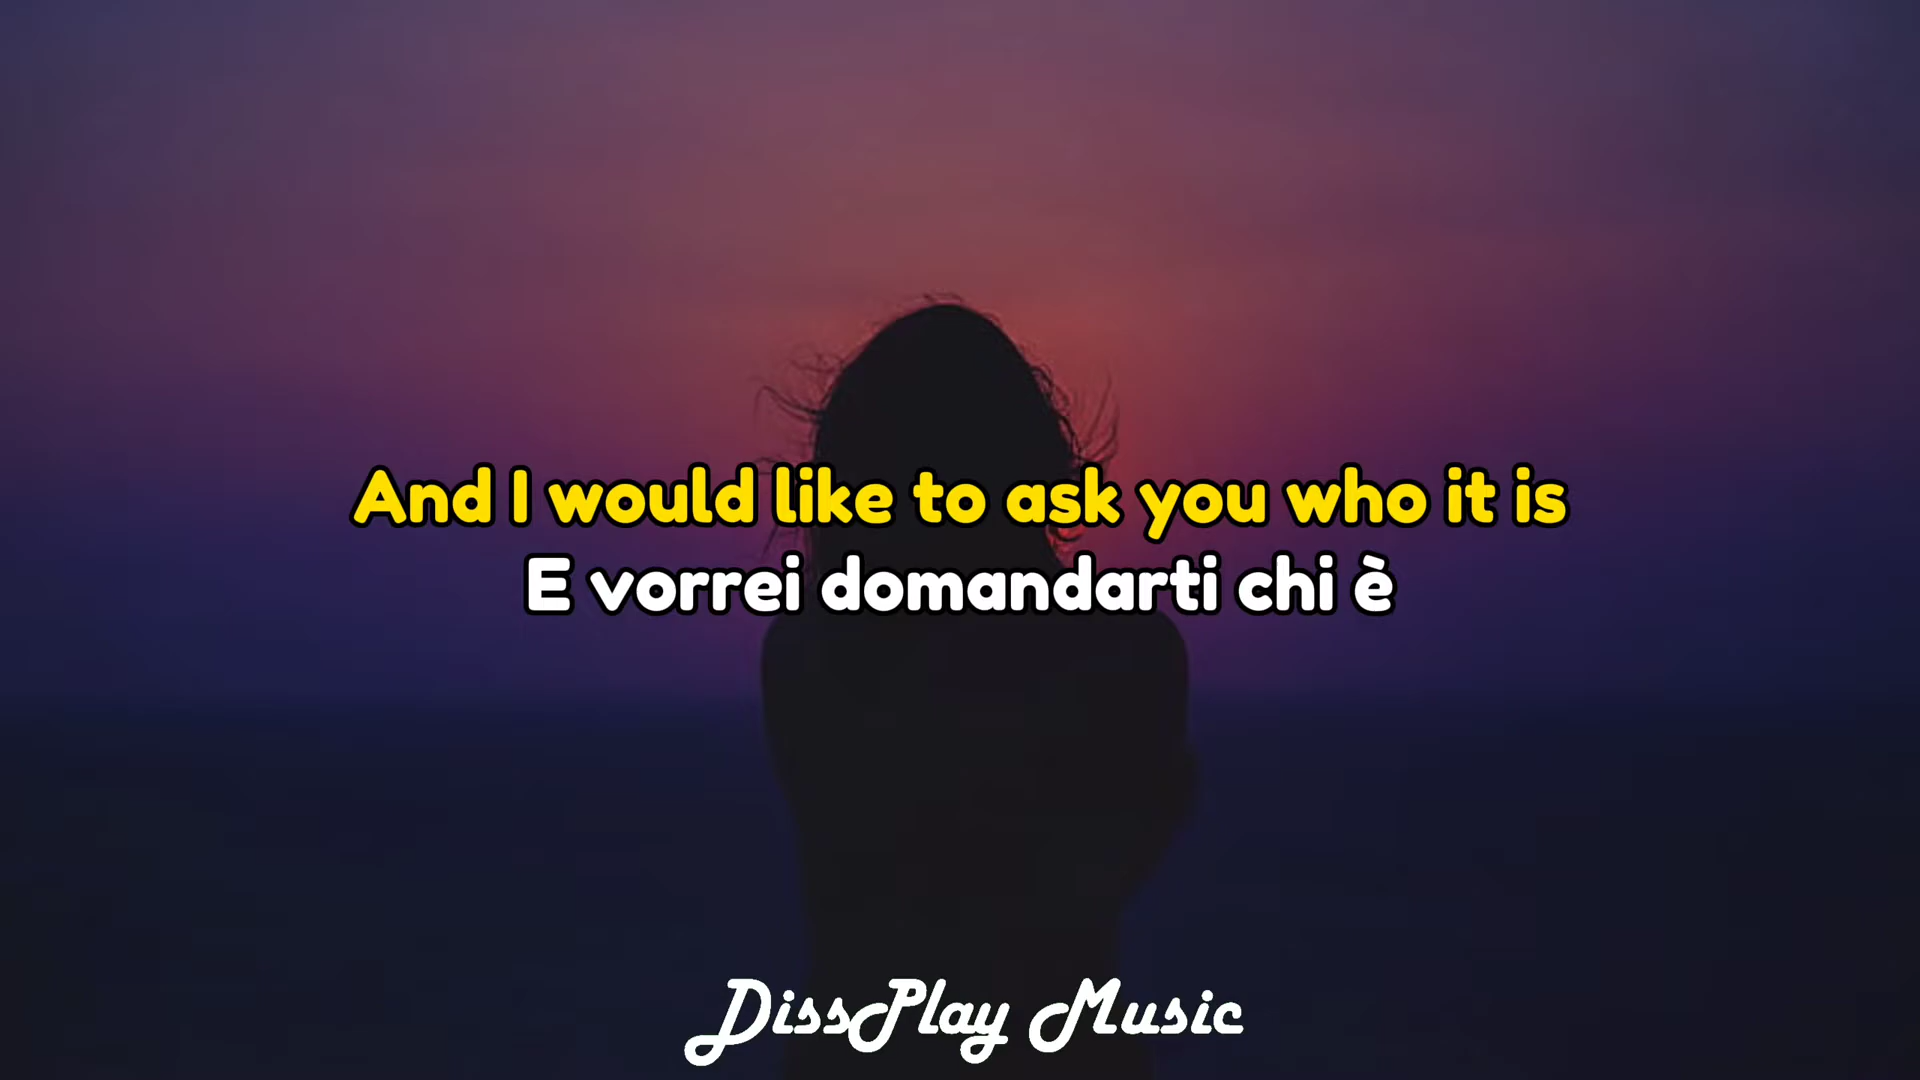 And I would like to ask you who it is
E vorrei domandarti chi è
DissPlay Music